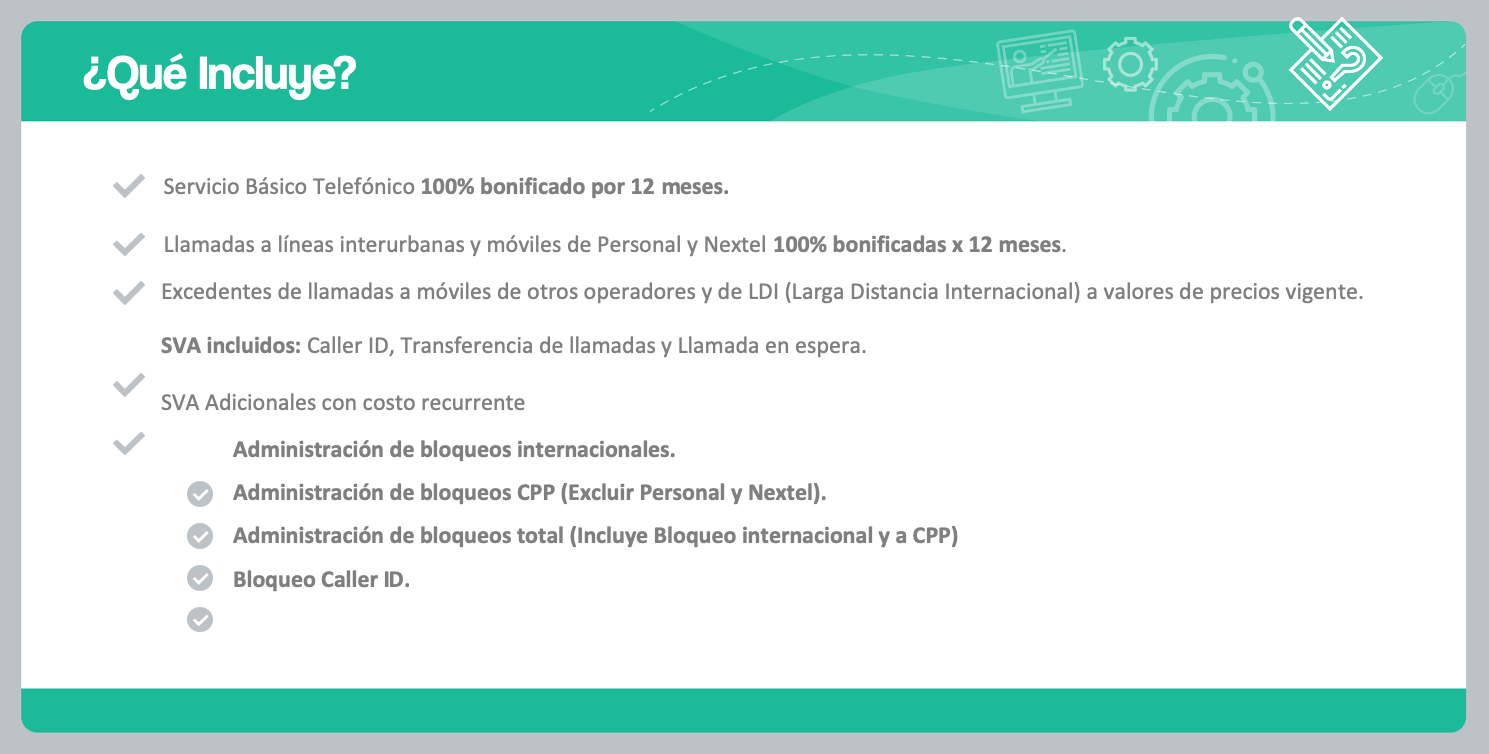 ¿Qué Incluye?
Servicio Básico Telefónico 100% bonificado por 12 meses.
Llamadas a líneas interurbanas y móviles de Personal y Nextel 100% bonificadas x 12 meses.
Excedentes de llamadas a móviles de otros operadores y de LDI (Larga Distancia Internacional) a valores de precios vigente.
SVA incluidos: Caller ID, Transferencia de llamadas y Llamada en espera.
SVA Adicionales con costo recurrente
Administración de bloqueos internacionales.
Administración de bloqueos CPP (Excluir Personal y Nextel).
Administración de bloqueos total (Incluye Bloqueo internacional y a CPP)
Bloqueo Caller ID.